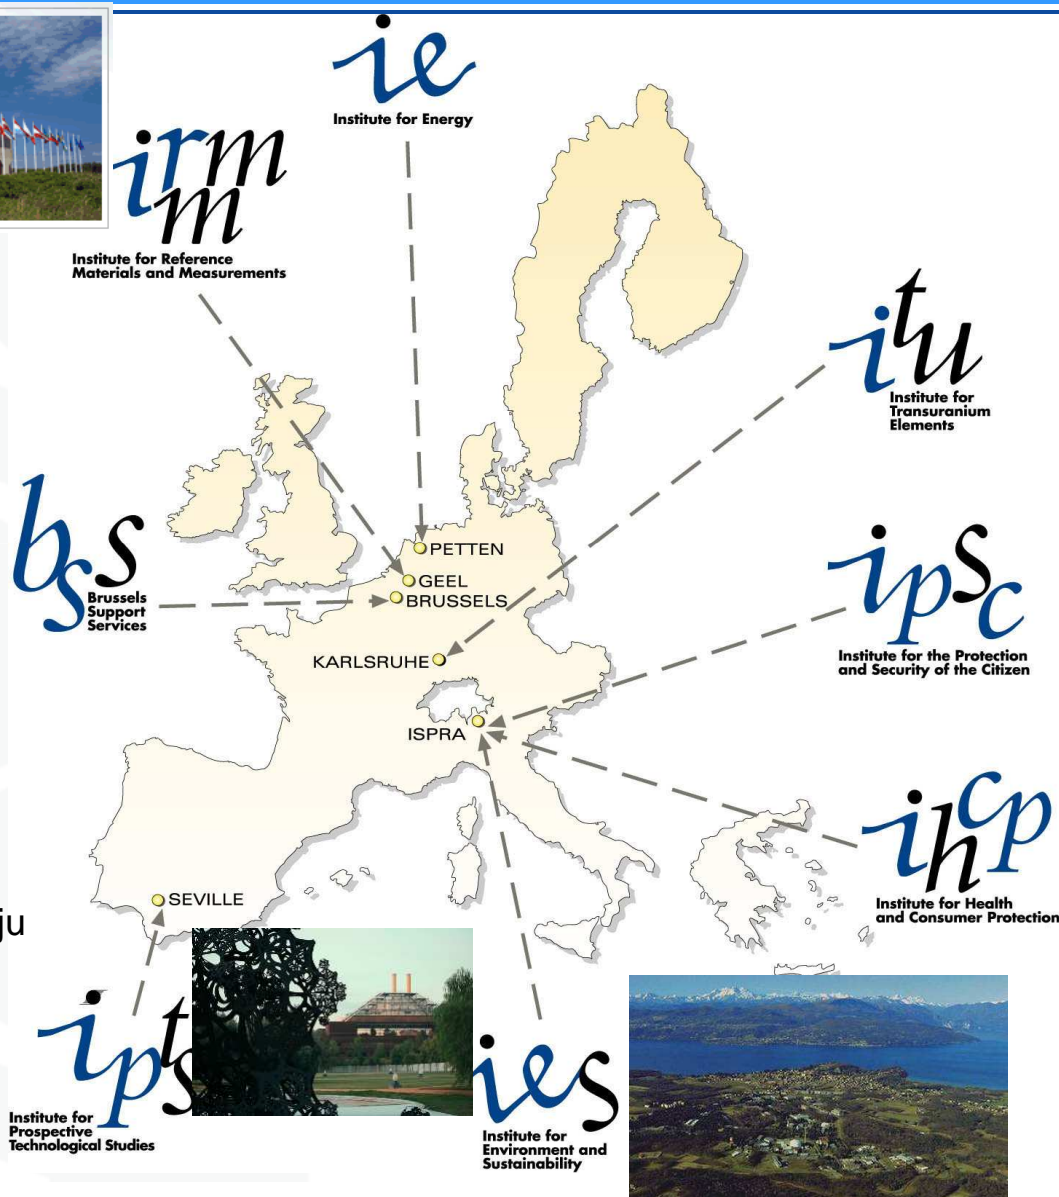 ie
Institute for Energy
irmm
Institute for Reference
Materials and Measurements
itu
Institute for
Transuranium
Elements
bss
Brussels
Support
Services
PETTEN
GEEL
BRUSSELS
KARLSRUHE
ISPRA
ipsc
Institute for the Protection
and Security of the Citizen
ihcp
Institute for Health
and Consumer Protection
SEVILLE
ju
ipts
Institute for
Prospective
Technological Studies
ies
Institute for
Environment and
Sustainability